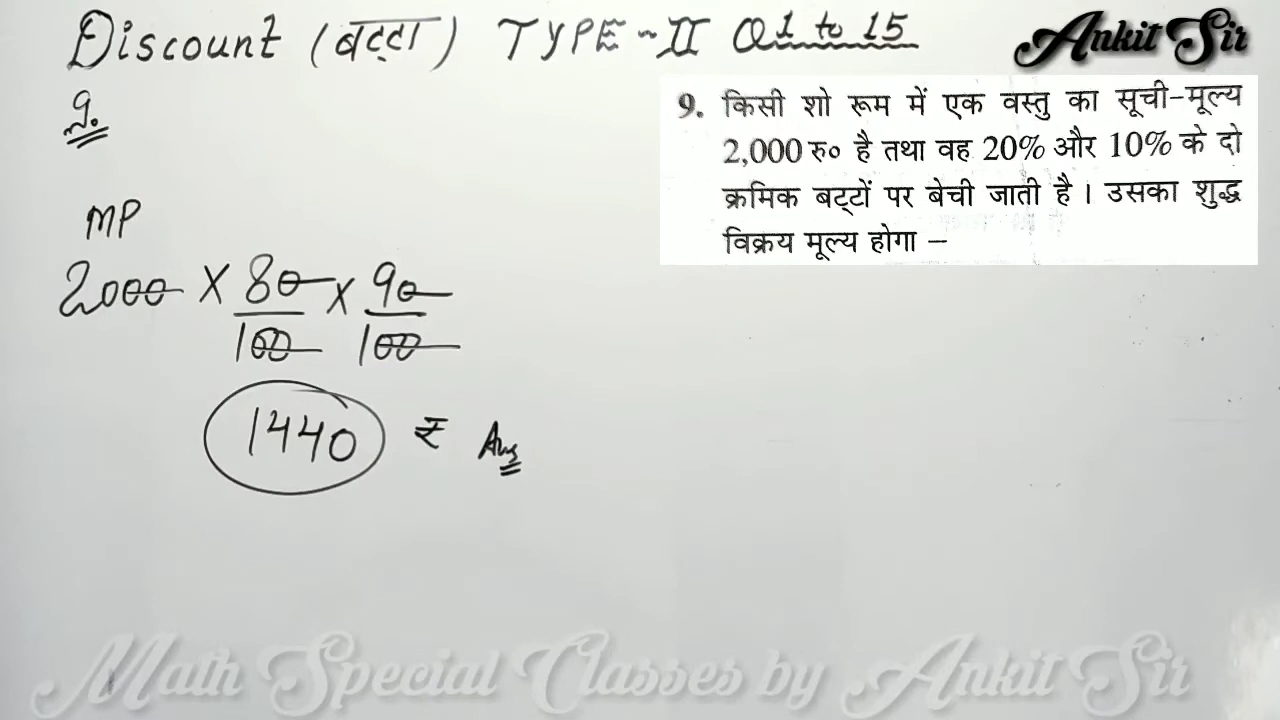 Discount (बट्टा) TYPE-II Q 1 to 15
Ankit Sir
9.
9. किसी शो रूम में एक वस्तु का सूची-मूल्य
2,000 रु० है तथा वह 20% और 10% के दो
क्रमिक बट्टों पर बेची जाती है। उसका शुद्ध
विक्रय मूल्य होगा –
MP
2000 × 80/100 × 90/100
1440 ₹ Ans
Math Special Classes by Ankit Sir